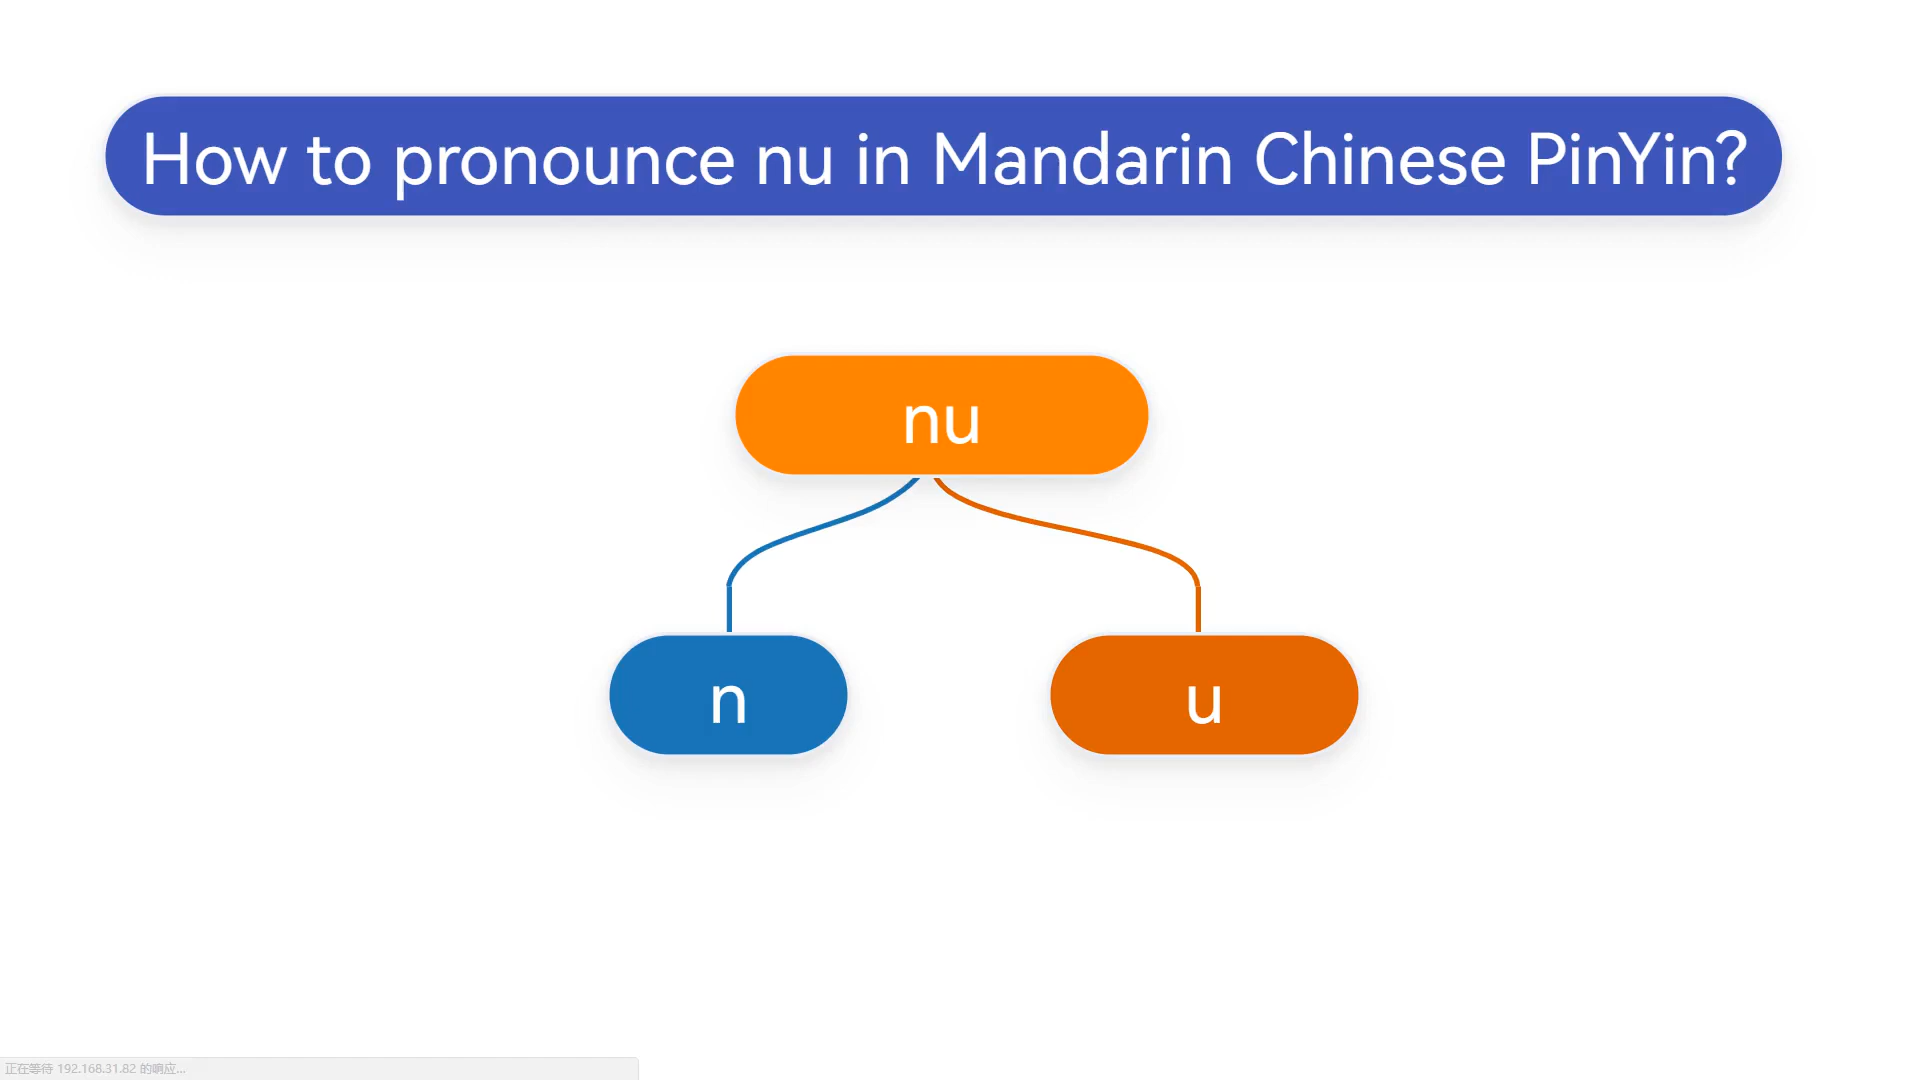 How to pronounce nu in Mandarin Chinese PinYin?
nu
n
u
正在等待 192.168.31.82 的响应...